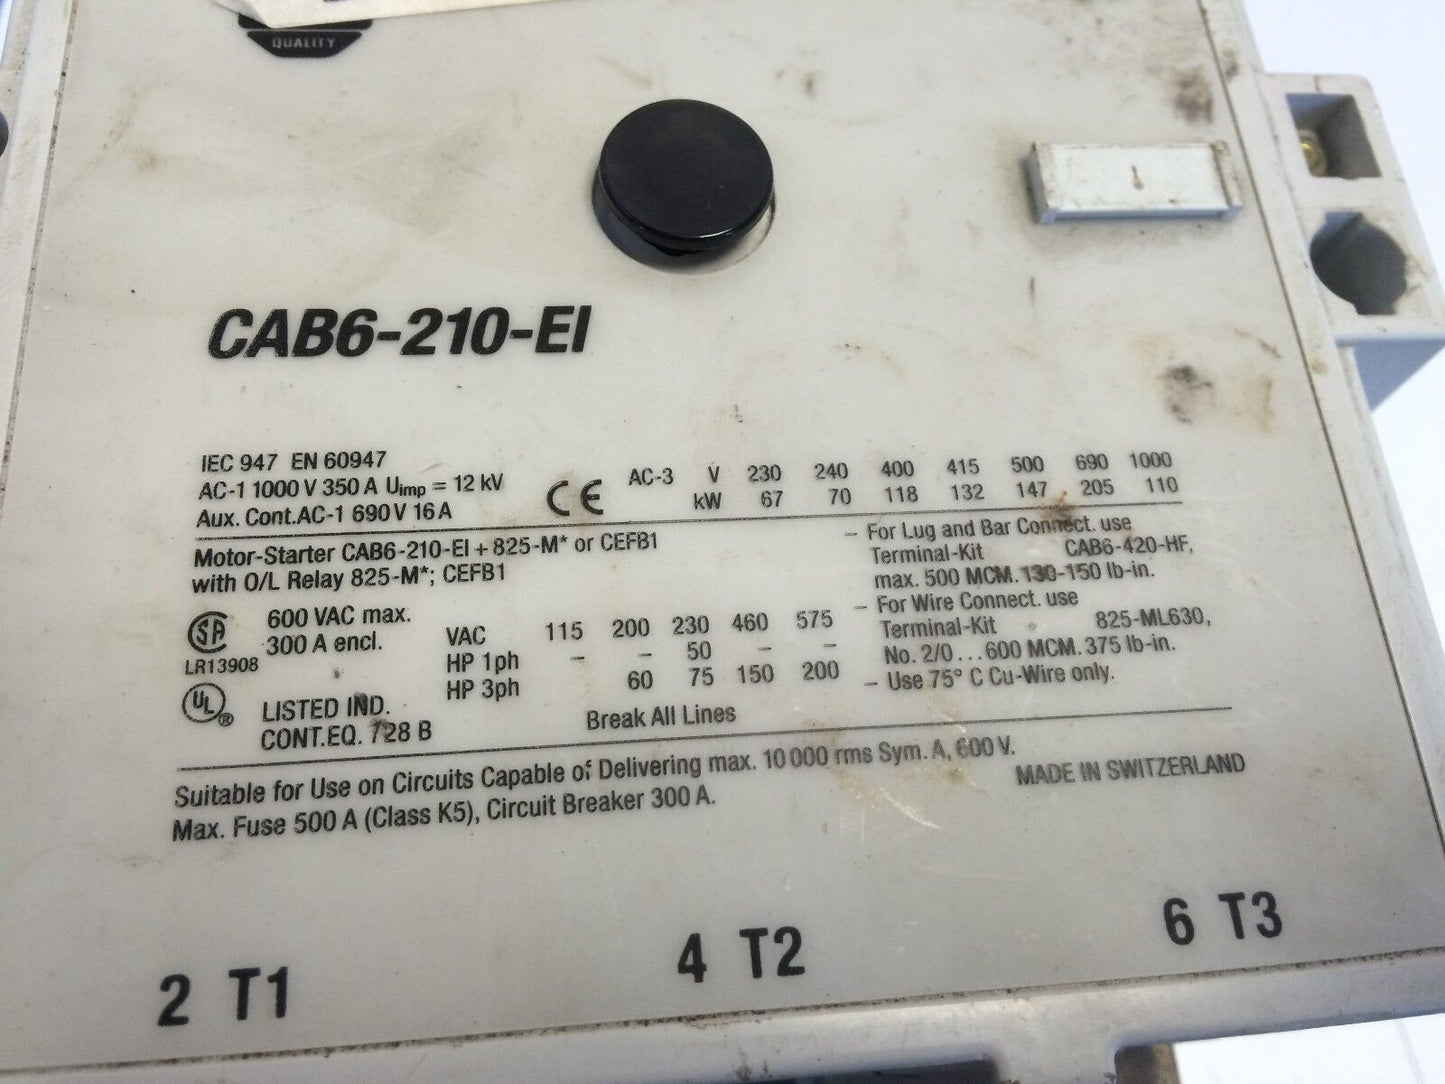 QUALITY
CAB6-210-EI
IEC 947 EN 60947
AC-1 1000 V 350 A Uimp = 12 kV
Aux. Cont.AC-1 690 V 16 A
CE
AC-3 V 230 240 400 415 500 690 1000
kW 67 70 118 132 147 205 110
Motor-Starter CAB6-210-EI + 825-M* or CEFB1
with O/L Relay 825-M*; CEFB1
SA
LR13908
600 VAC max.
300 A encl.
UL®
LISTED IND.
CONT.EQ. 728 B
VAC 115 200 230 460 575
HP 1ph – – 50 – –
HP 3ph 60 75 150 200
Break All Lines
– For Lug and Bar Connect. use
Terminal-Kit CAB6-420-HF,
max. 500 MCM. 130-150 lb-in.
– For Wire Connect. use
Terminal-Kit 825-ML630,
No. 2/0...600 MCM. 375 lb-in.
– Use 75° C Cu-Wire only.
Suitable for Use on Circuits Capable of Delivering max. 10 000 rms Sym. A, 600 V.
Max. Fuse 500 A (Class K5), Circuit Breaker 300 A.
MADE IN SWITZERLAND
2 T1
4 T2
6 T3